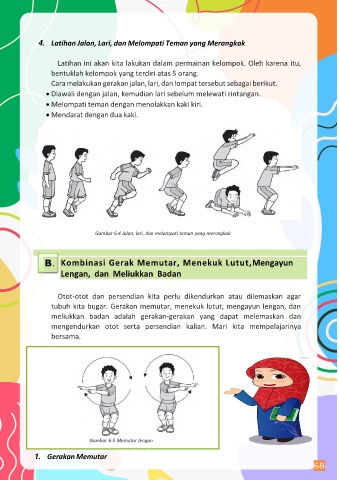 4. Latihan Jalan, Lari, dan Melompati Teman yang Merangkak
Latihan ini akan kita lakukan dalam permainan kelompok. Oleh karena itu,
bentuklah kelompok yang terdiri atas 5 orang.
Cara melakukan gerakan jalan, lari, dan lompat tersebut sebagai berikut.
• Diawali dengan jalan, kemudian lari sebelum melewati rintangan.
• Melompati teman dengan menolakkan kaki kiri.
• Mendarat dengan dua kaki.
Gambar 6.4 Jalan, lari, dan melompati teman yang merangkak
B. Kombinasi Gerak Memutar, Menekuk Lutut,Mengayun
Lengan, dan Meliukkan Badan
Otot-otot dan persendian kita perlu dikendurkan atau dilemaskan agar
tubuh kita bugar. Gerakan memutar, menekuk lutut, mengayun lengan, dan
meliukkan badan adalah gerakan-gerakan yang dapat melemaskan dan
mengendurkan otot serta persendian kalian. Mari kita mempelajarinya
bersama.
Gambar 6.5 Memutar lengan
1. Gerakan Memutar
68